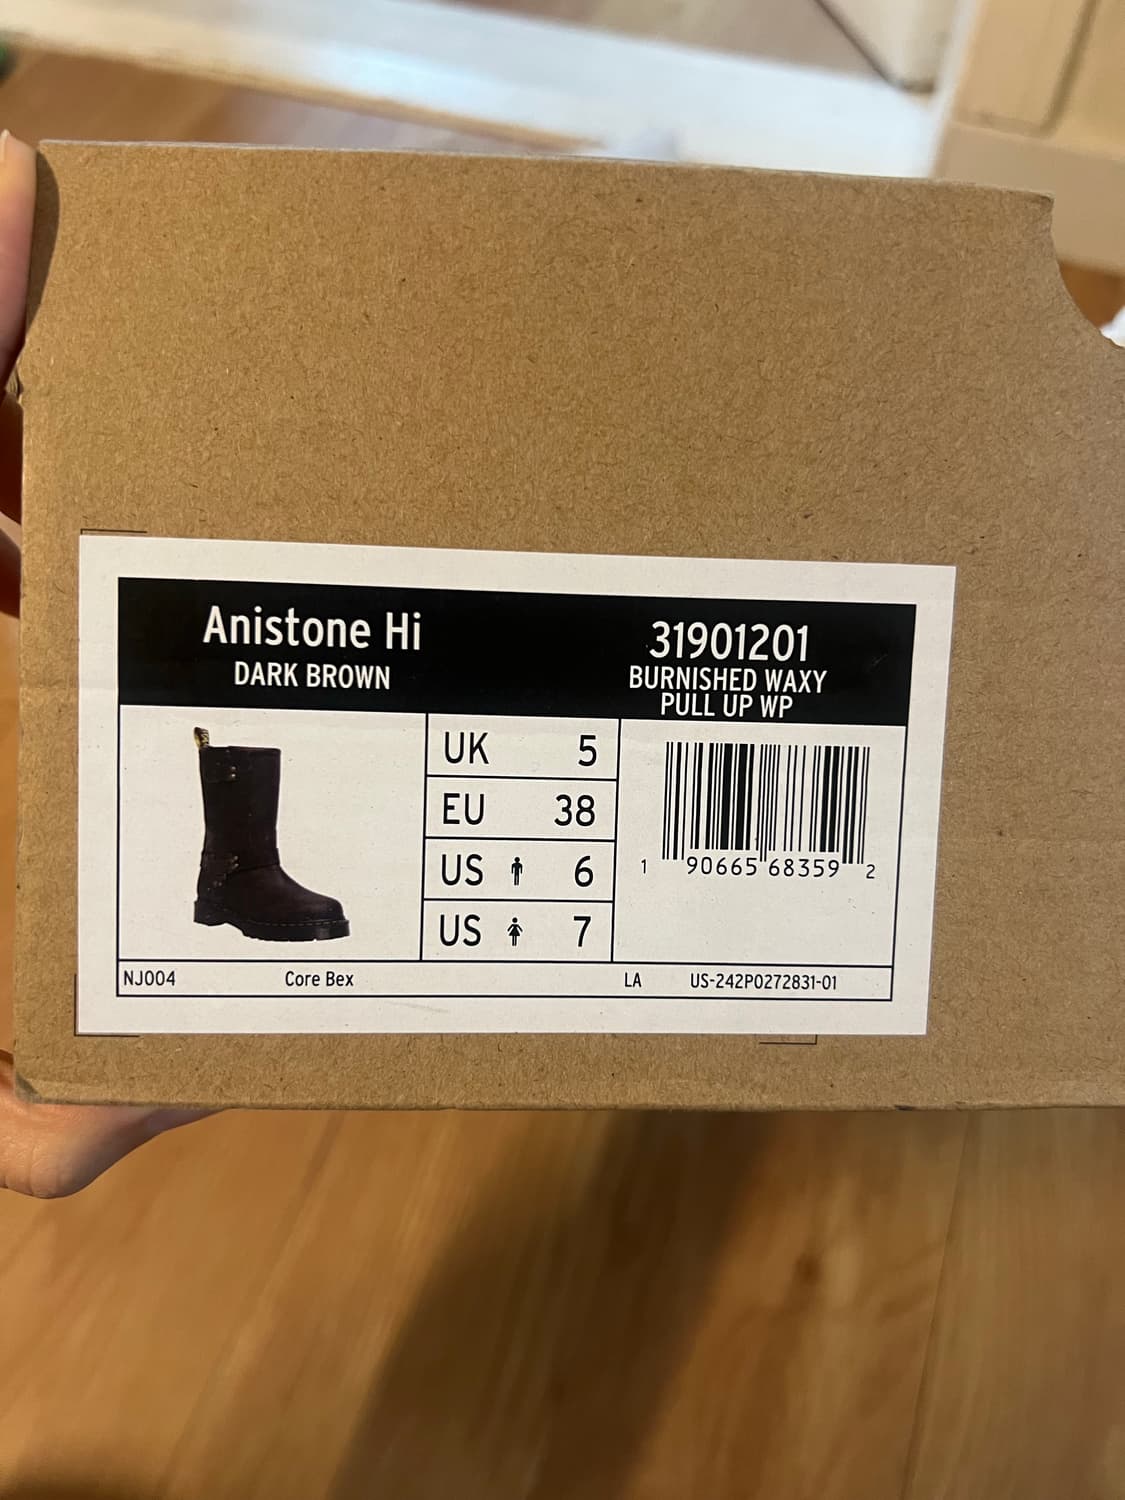 Anistone Hi
DARK BROWN
31901201
BURNISHED WAXY
PULL UP WP
UK 5
EU 38
US 6
US 7
1 90665 68359 2
NJ004 Core Bex LA US-242P0272831-01